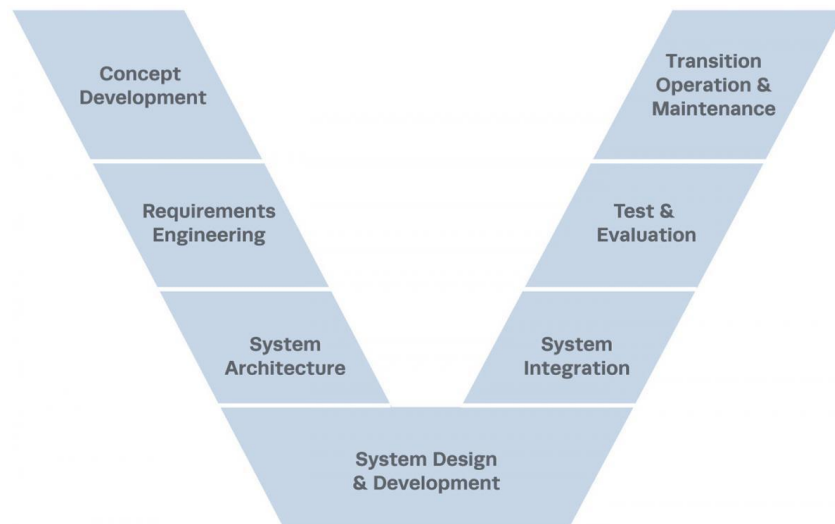 Concept
Development
Requirements
Engineering
System
Architecture
System Design
& Development
System
Integration
Test &
Evaluation
Transition
Operation &
Maintenance